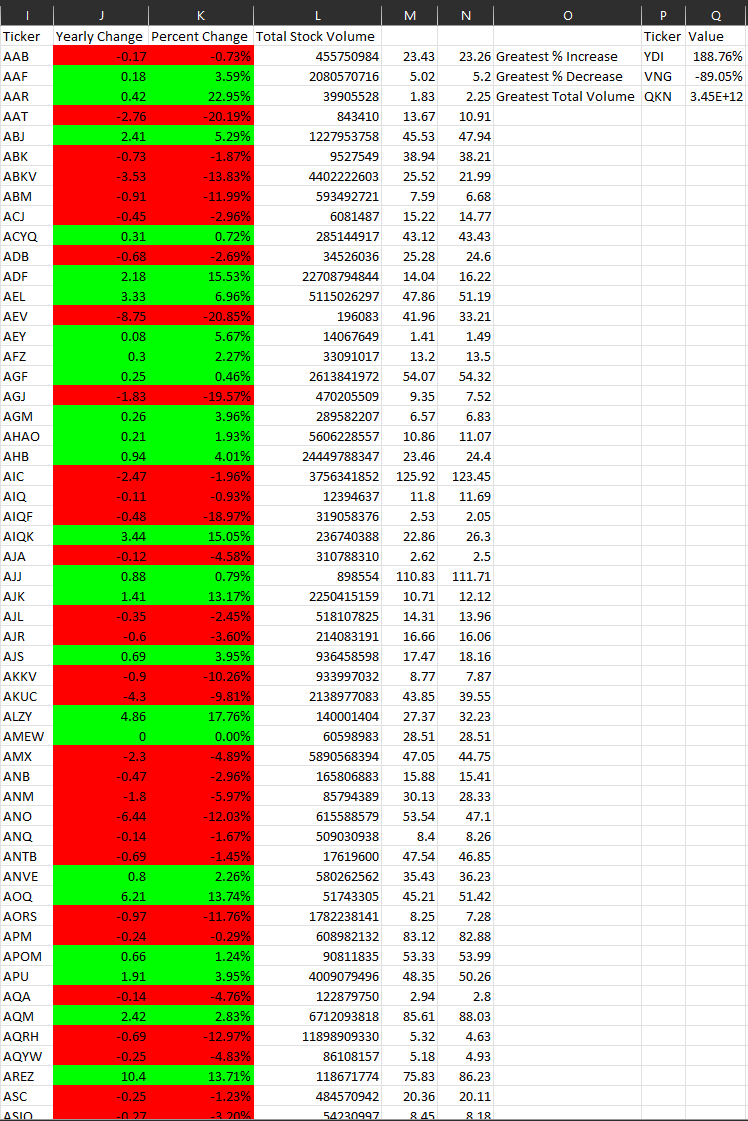 I J K L M N O P Q
Ticker Yearly Change Percent Change Total Stock Volume Ticker Value
AAB -0.17 -0.73% 455750984 23.43 23.26 Greatest % Increase YDI 188.76%
AAF 0.18 3.59% 2080570716 5.02 5.2 Greatest % Decrease VNG -89.05%
AAR 0.42 22.95% 39905528 1.83 2.25 Greatest Total Volume QKN 3.45E+12
AAT -2.76 -20.19% 843410 13.67 10.91
ABJ 2.41 5.29% 1227953758 45.53 47.94
ABK -0.73 -1.87% 9527549 38.94 38.21
ABKV -3.53 -13.83% 4402222603 25.52 21.99
ABM -0.91 -11.99% 593492721 7.59 6.68
ACJ -0.45 -2.96% 6081487 15.22 14.77
ACYQ 0.31 0.72% 285144917 43.12 43.43
ADB -0.68 -2.69% 34526036 25.28 24.6
ADF 2.18 15.53% 22708794844 14.04 16.22
AEL 3.33 6.96% 5115026297 47.86 51.19
AEV -8.75 -20.85% 196083 41.96 33.21
AEY 0.08 5.67% 14067649 1.41 1.49
AFZ 0.3 2.27% 33091017 13.2 13.5
AGF 0.25 0.46% 2613841972 54.07 54.32
AGJ -1.83 -19.57% 470205509 9.35 7.52
AGM 0.26 3.96% 289582207 6.57 6.83
AHAO 0.21 1.93% 5606228557 10.86 11.07
AHB 0.94 4.01% 24449788347 23.46 24.4
AIC -2.47 -1.96% 3756341852 125.92 123.45
AIQ -0.11 -0.93% 12394637 11.8 11.69
AIQF -0.48 -18.97% 319058376 2.53 2.05
AIQK 3.44 15.05% 236740388 22.86 26.3
AJA -0.12 -4.58% 310788310 2.62 2.5
AJJ 0.88 0.79% 898554 110.83 111.71
AJK 1.41 13.17% 2250415159 10.71 12.12
AJL -0.35 -2.45% 518107825 14.31 13.96
AJR -0.6 -3.60% 214083191 16.66 16.06
AJS 0.69 3.95% 936458598 17.47 18.16
AKKV -0.9 -10.26% 933997032 8.77 7.87
AKUC -4.3 -9.81% 2138977083 43.85 39.55
ALZY 4.86 17.76% 140001404 27.37 32.23
AMEW 0 0.00% 60598983 28.51 28.51
AMX -2.3 -4.89% 5890568394 47.05 44.75
ANB -0.47 -2.96% 165806883 15.88 15.41
ANM -1.8 -5.97% 85794389 30.13 28.33
ANO -6.44 -12.03% 615588579 53.54 47.1
ANQ -0.14 -1.67% 509030938 8.4 8.26
ANTB -0.69 -1.45% 17619600 47.54 46.85
ANVE 0.8 2.26% 580262562 35.43 36.23
AOQ 6.21 13.74% 51743305 45.21 51.42
AORS -0.97 -11.76% 1782238141 8.25 7.28
APM -0.24 -0.29% 608982132 83.12 82.88
APOM 0.66 1.24% 90811835 53.33 53.99
APU 1.91 3.95% 4009079496 48.35 50.26
AQA -0.14 -4.76% 122879750 2.94 2.8
AQM 2.42 2.83% 6712093818 85.61 88.03
AQRH -0.69 -12.97% 11898909330 5.32 4.63
AQYW -0.25 -4.83% 86108157 5.18 4.93
AREZ 10.4 13.71% 118671774 75.83 86.23
ASC -0.25 -1.23% 484570942 20.36 20.11
ASIO -0.27 -3.20% 54230997 8.45 8.18